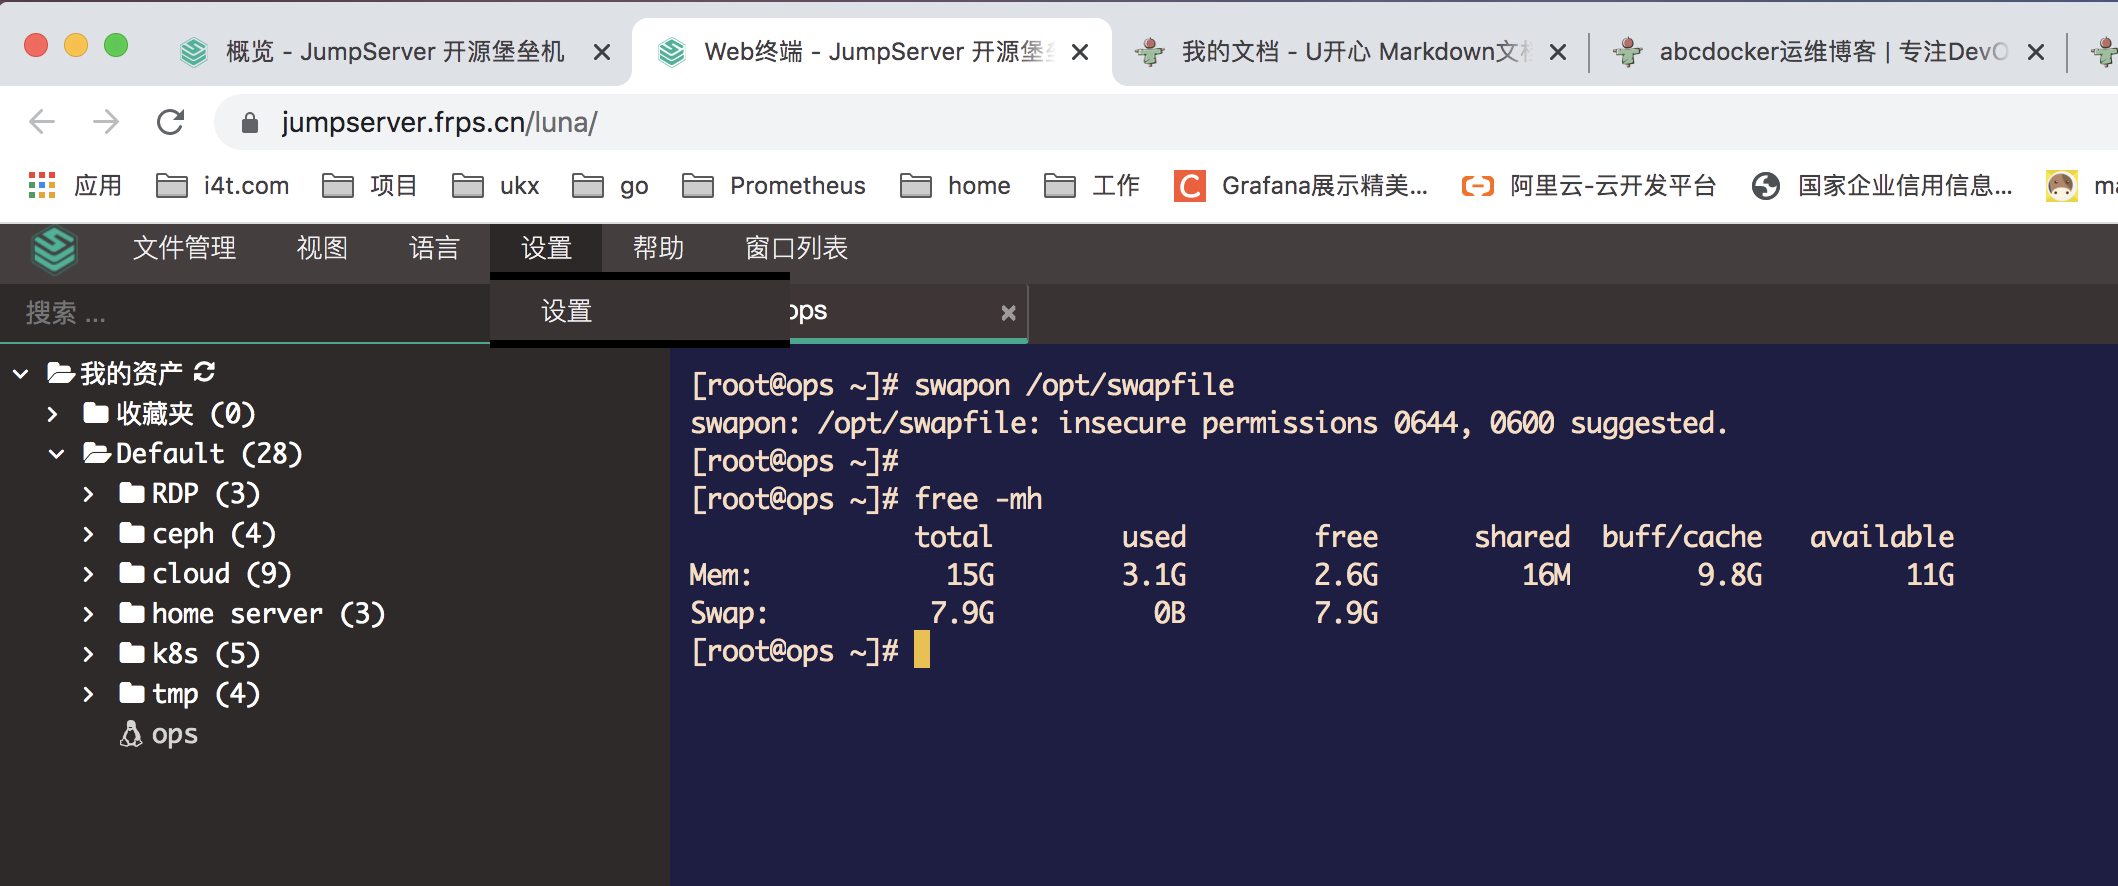 概览 - JumpServer 开源堡垒机
Web终端 - JumpServer 开源堡
我的文档 - U开心 Markdown文
abcdocker运维博客 | 专注DevO
jumpserver.frps.cn/luna/
应用 i4t.com 项目 ukx go Prometheus home 工作 Grafana展示精美... 阿里云-云开发平台 国家企业信用信息... ma
文件管理 视图 语言 设置 帮助 窗口列表
搜索 ...
设置
ops
我的资产
收藏夹 (0)
Default (28)
RDP (3)
ceph (4)
cloud (9)
home server (3)
k8s (5)
tmp (4)
ops
[root@ops ~]# swapon /opt/swapfile
swapon: /opt/swapfile: insecure permissions 0644, 0600 suggested.
[root@ops ~]#
[root@ops ~]# free -mh
total used free shared buff/cache available
Mem: 15G 3.1G 2.6G 16M 9.8G 11G
Swap: 7.9G 0B 7.9G
[root@ops ~]#